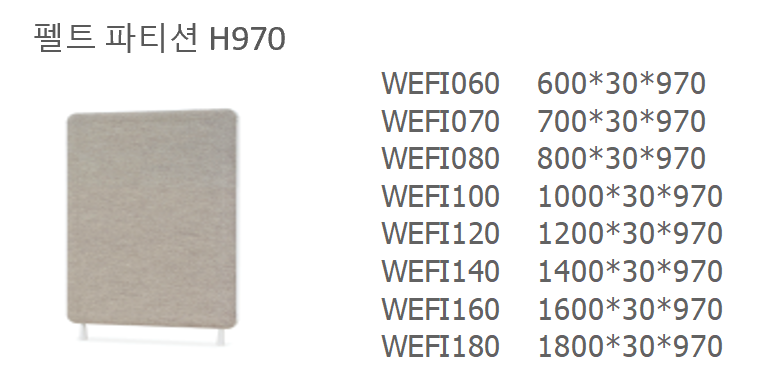 펠트 파티션 H970
WEFI060 600*30*970
WEFI070 700*30*970
WEFI080 800*30*970
WEFI100 1000*30*970
WEFI120 1200*30*970
WEFI140 1400*30*970
WEFI160 1600*30*970
WEFI180 1800*30*970